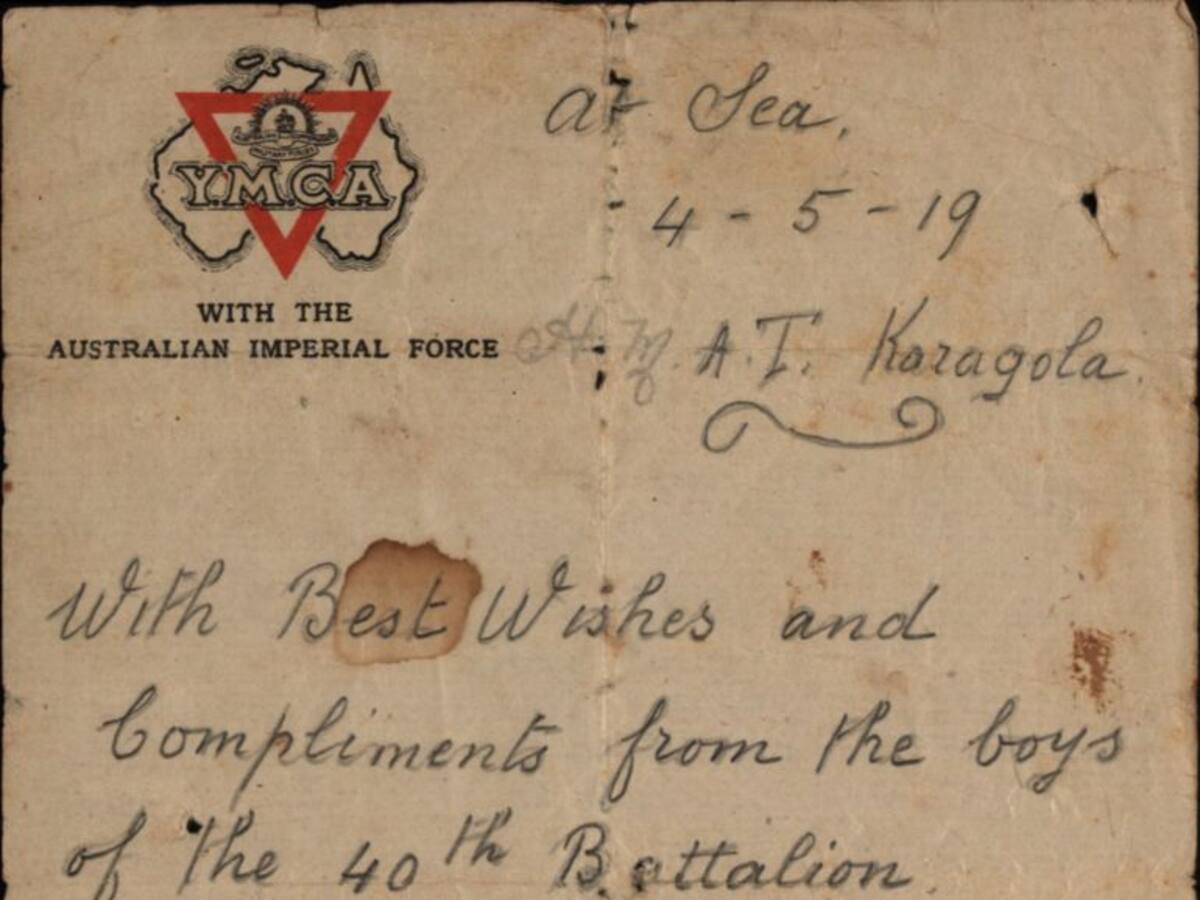 Y.M.C.A.
WITH THE
AUSTRALIAN IMPERIAL FORCE
At Sea,
4-5-19
H.M.A.T. Karagola
With Best Wishes and
Compliments from the boys
of the 40th Battalion.